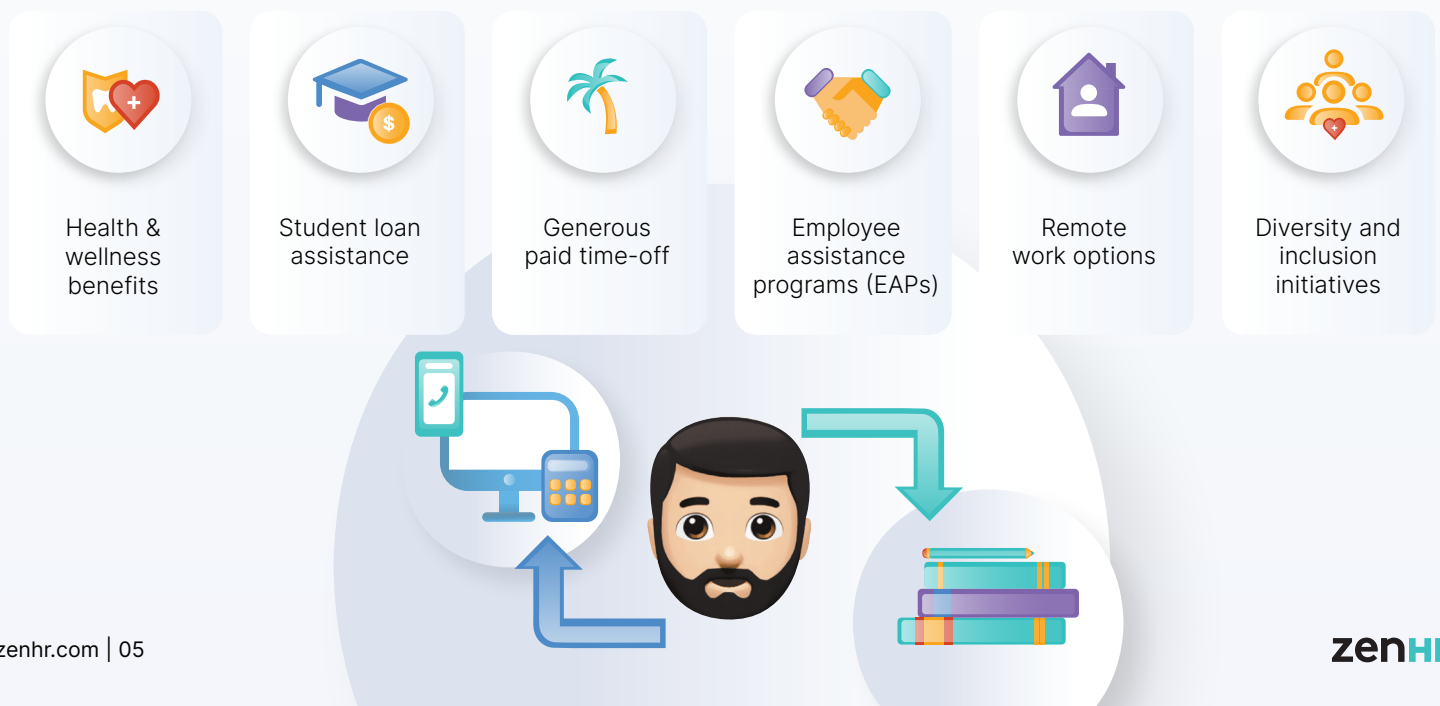 Health &
wellness
benefits
Student loan
assistance
Generous
paid time-off
Employee
assistance
programs (EAPs)
Remote
work options
Diversity and
inclusion
initiatives
$
zenhr.com | 05
zenH